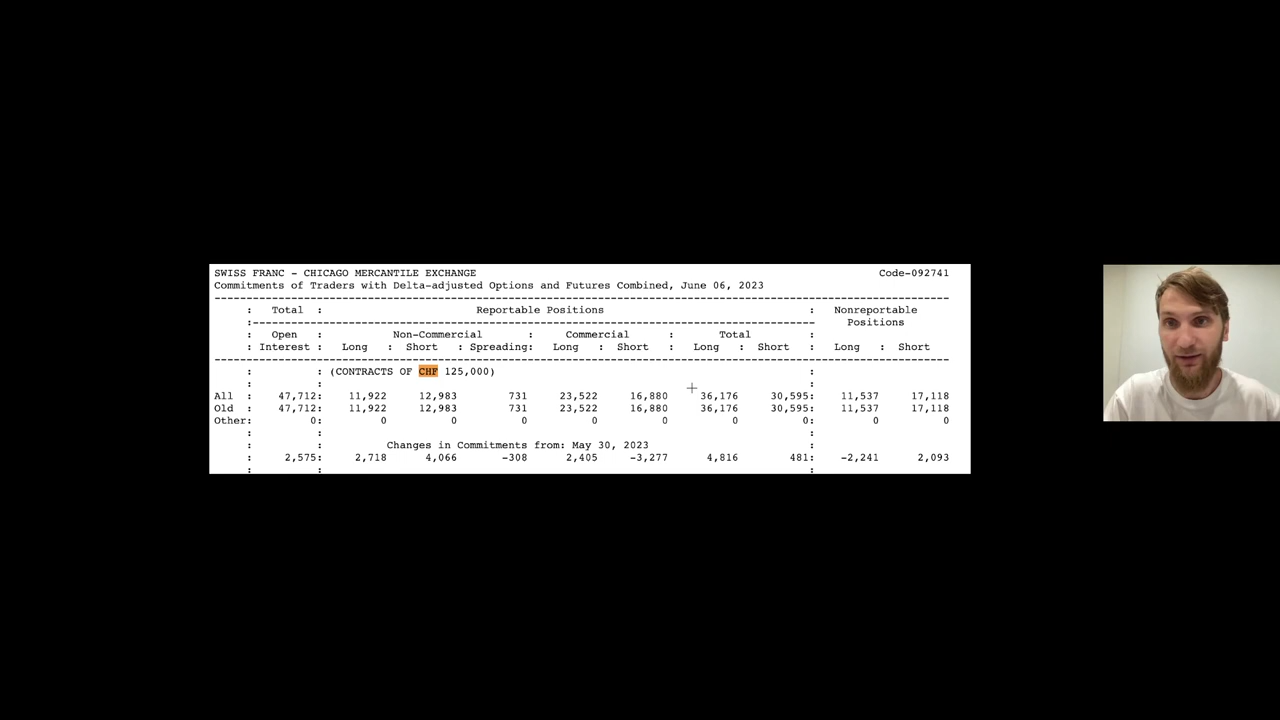 SWISS FRANC - CHICAGO MERCANTILE EXCHANGE Code-092741
Commitments of Traders with Delta-adjusted Options and Futures Combined, June 06, 2023
-----------------------------------------------------------------------------------------------------------------
: Total : Reportable Positions : Nonreportable
:-------------------------------------------------------------------------------------- Positions
: Open : Non-Commercial : Commercial : Total :
: Interest : Long : Short : Spreading: Long : Short : Long : Short : Long : Short
-----------------------------------------------------------------------------------------------------------------
: : (CONTRACTS OF CHF 125,000) :
: : :
All : 47,712: 11,922 12,983 731 23,522 16,880 36,176 30,595: 11,537 17,118
Old : 47,712: 11,922 12,983 731 23,522 16,880 36,176 30,595: 11,537 17,118
Other: 0: 0 0 0 0 0 0 0: 0 0
: : :
: : Changes in Commitments from: May 30, 2023 :
: 2,575: 2,718 4,066 -308 2,405 -3,277 4,816 481: -2,241 2,093
: : :